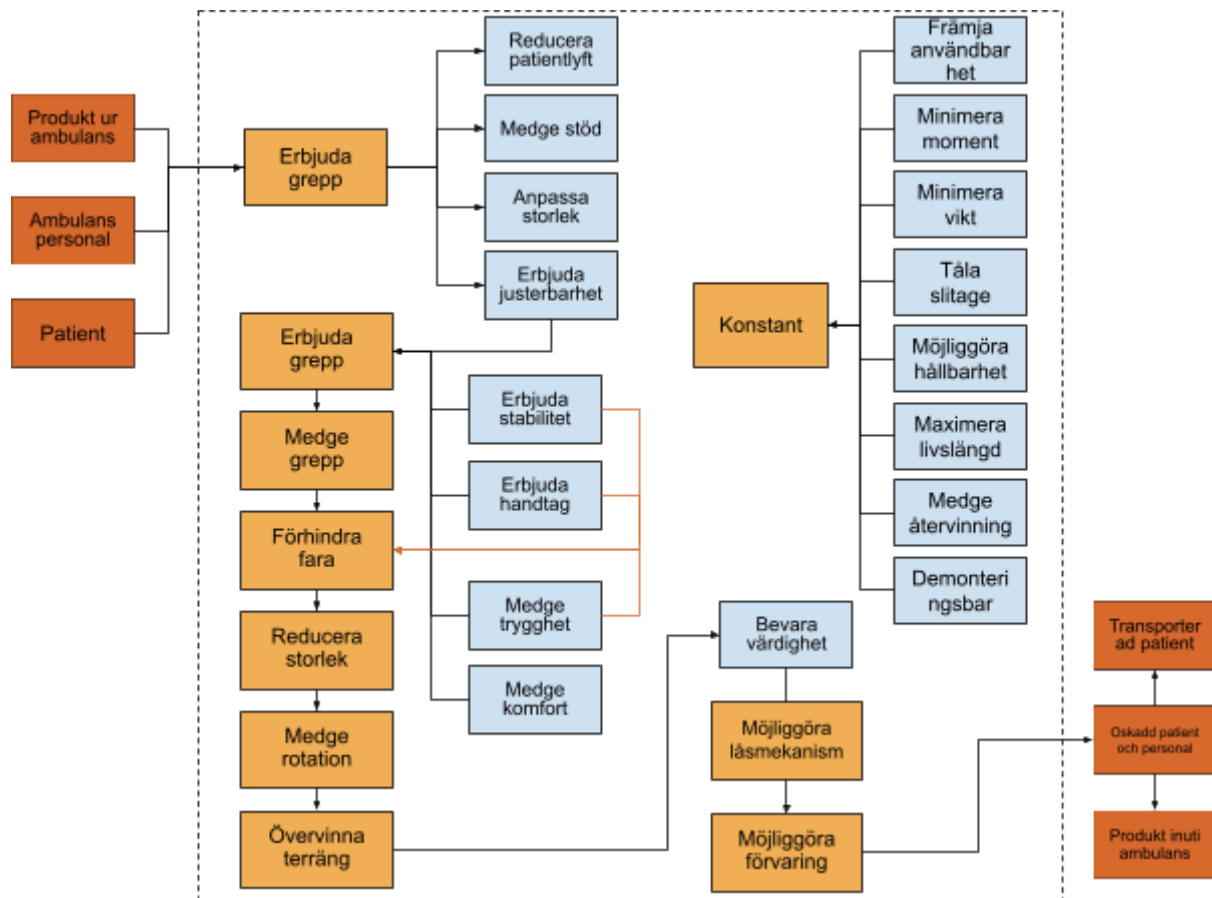 Produkt ur
ambulans
Ambulans
personal
Patient
Erbjuda
grepp
Reducera
patientlyft
Medge stöd
Anpassa
storlek
Erbjuda
justerbarhet
Erbjuda
grepp
Medge
grepp
Förhindra
fara
Reducera
storlek
Medge
rotation
Övervinna
terräng
Erbjuda
stabilitet
Erbjuda
handtag
Medge
trygghet
Medge
komfort
Konstant
Främja
användbar
het
Minimera
moment
Minimera
vikt
Tåla
slitage
Möjliggöra
hållbarhet
Maximera
livslängd
Medge
återvinning
Demonteri
ngsbar
Bevara
värdighet
Möjliggöra
låsmekanism
Möjliggöra
förvaring
Transporter
ad patient
Oskadd patient
och personal
Produkt inuti
ambulans